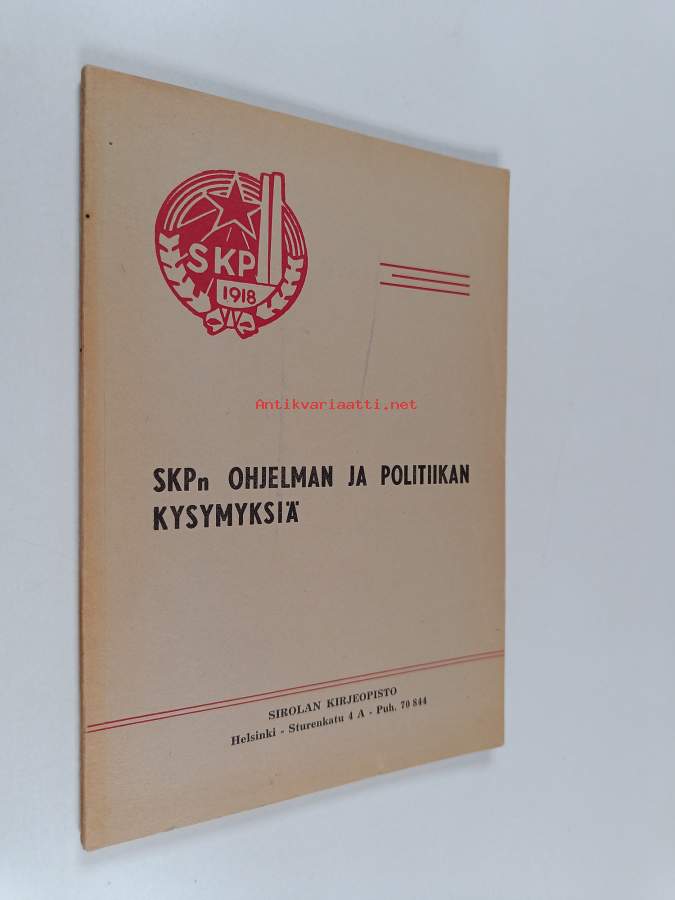 SKP
1918
Antikvariaatti.net
SKPn OHJELMAN JA POLITIIKAN
KYSYMYKSIÄ
SIROLAN KIRJEOPISTO
Helsinki - Sturenkatu 4 A - Puh. 70 844